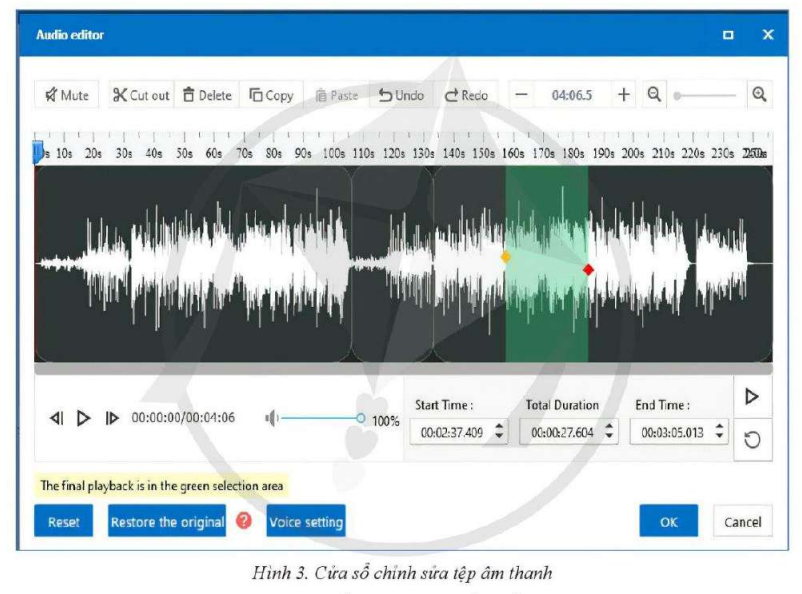 Audio editor
Mute Cut out Delete Copy Paste Undo Redo 04:06.5
10s 20s 30s 40s 50s 60s 70s 80s 90s 100s 110s 120s 130s 140s 150s 160s 170s 180s 190s 200s 210s 220s 230s
00:00:00/00:04:06 100%
Start Time : Total Duration End Time :
00:02:37.409 00:00:27.604 00:03:05.013
The final playback is in the green selection area
Reset Restore the original ? Voice setting OK Cancel
Hình 3. Cửa sổ chỉnh sửa tệp âm thanh